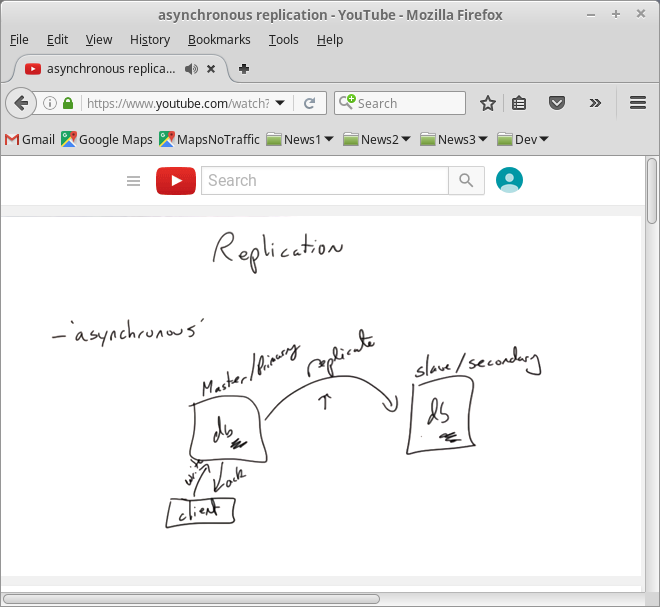 asynchronous replication - YouTube - Mozilla Firefox
File Edit View History Bookmarks Tools Help
asynchronous replica...
https://www.youtube.com/watch? Search
Gmail Google Maps MapsNoTraffic News1 News2 News3 Dev
Search
Replication
- 'asynchronous'
Master/Primary replicate slave/secondary
db db
write ack
client